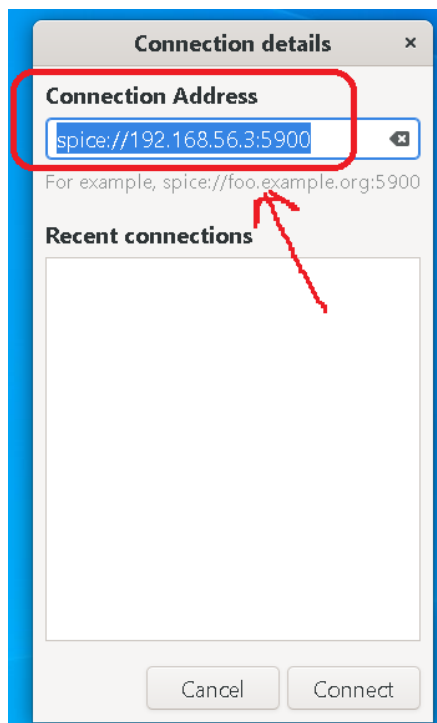 Connection details
Connection Address
spice://192.168.56.3:5900
For example, spice://foo.example.org:5900
Recent connections
Cancel
Connect